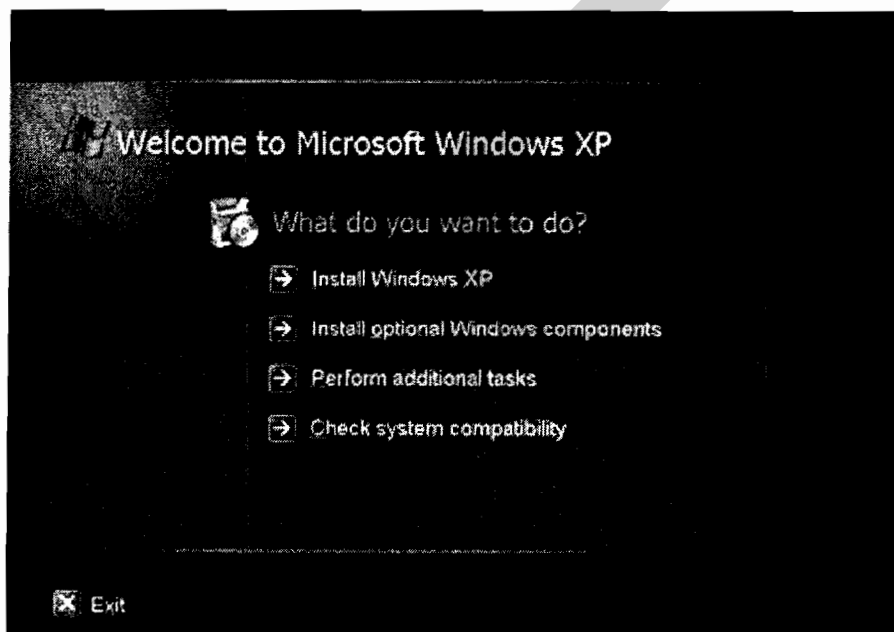 Welcome to Microsoft Windows XP
What do you want to do?
Install Windows XP
Install optional Windows components
Perform additional tasks
Check system compatibility
Exit